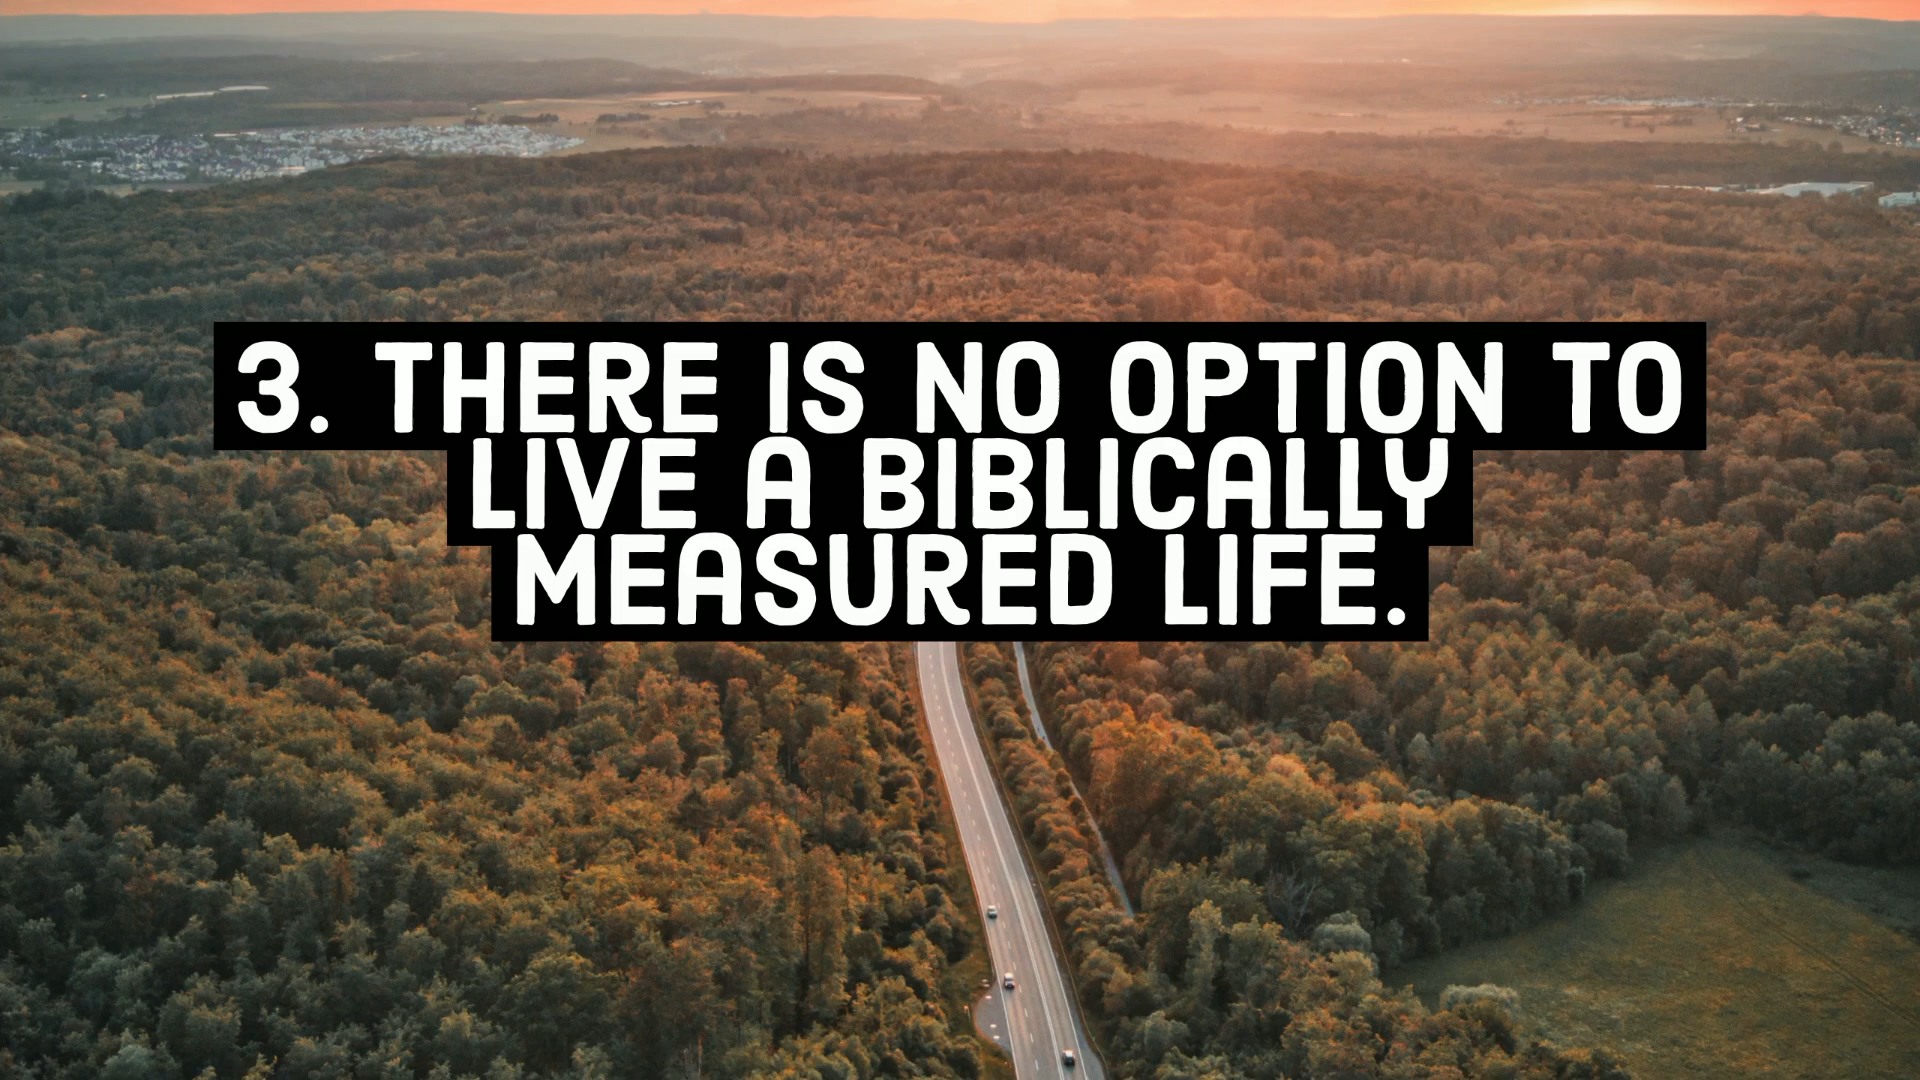 3. THERE IS NO OPTION TO
LIVE A BIBLICALLY
MEASURED LIFE.